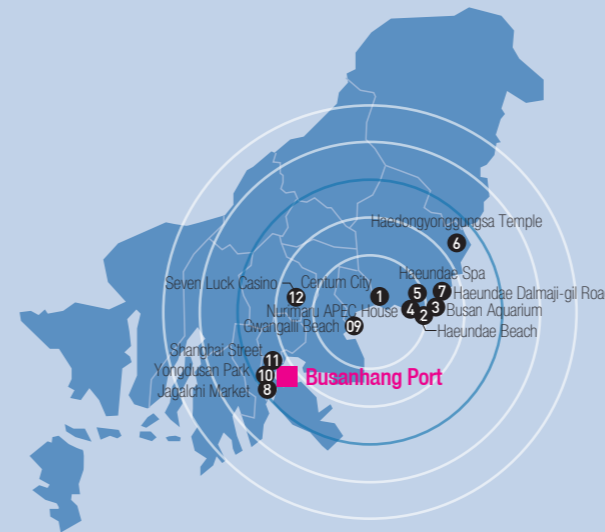 Haedongyonggungsa Temple
6
Haeundae Spa
Seven Luck Casino
Centum City
12
1
5
7
Haeundae Dalmaji-gil Roa
Nurimaru APEC House
4
2
3
Busan Aquarium
Gwangalli Beach
09
Haeundae Beach
Shanghai Street
11
Yongdusan Park
10
Busanhang Port
Jagalchi Market
8